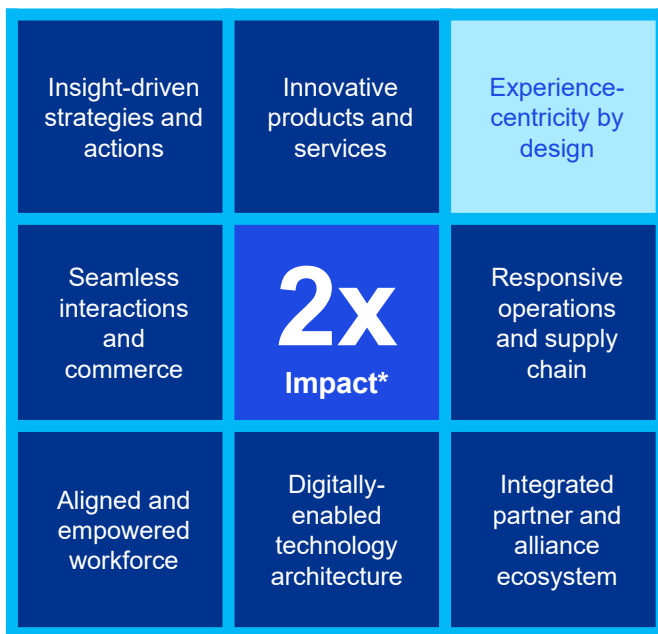 Insight-driven
strategies and
actions
Innovative
products and
services
Experience-
centricity by
design
Seamless
interactions
and
commerce
2x
Impact*
Responsive
operations
and supply
chain
Aligned and
empowered
workforce
Digitally-
enabled
technology
architecture
Integrated
partner and
alliance
ecosystem